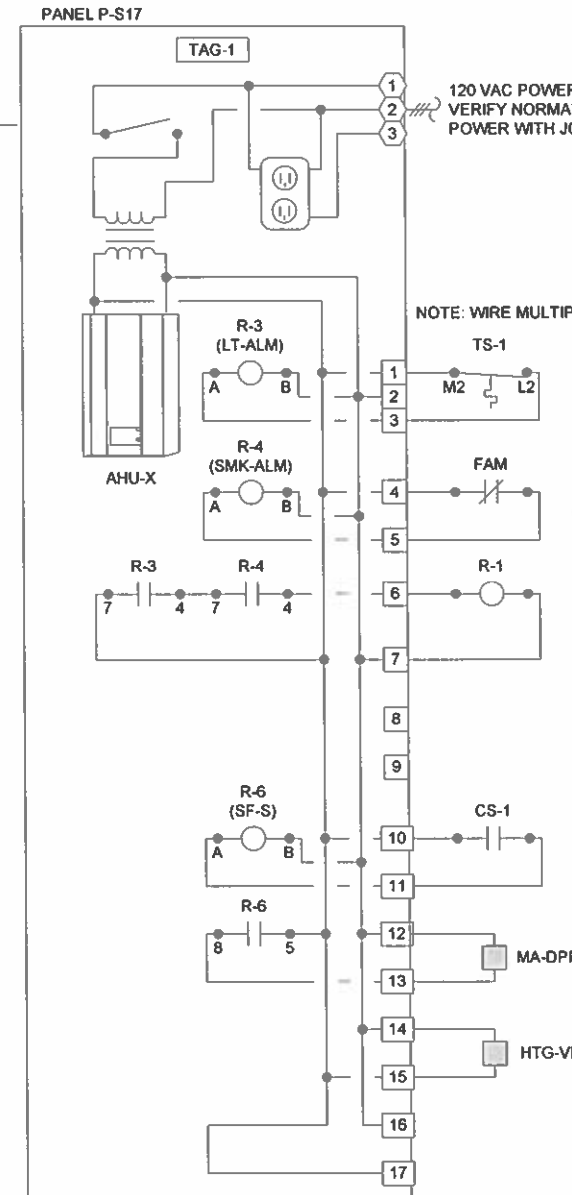 PANEL P-S17
TAG-1
1
2
3
120 VAC POWER
VERIFY NORMA
POWER WITH
NOTE: WIRE MULTIP
R-3
(LT-ALM)
A
B
1
2
3
TS-1
M2
L2
AHU-X
R-4
(SMK-ALM)
A
B
4
5
FAM
R-3
7
4
R-4
7
4
6
7
R-1
8
9
R-6
(SF-S)
A
B
10
11
CS-1
R-6
8
5
12
13
MA-DPR
14
15
HTG-V
16
17